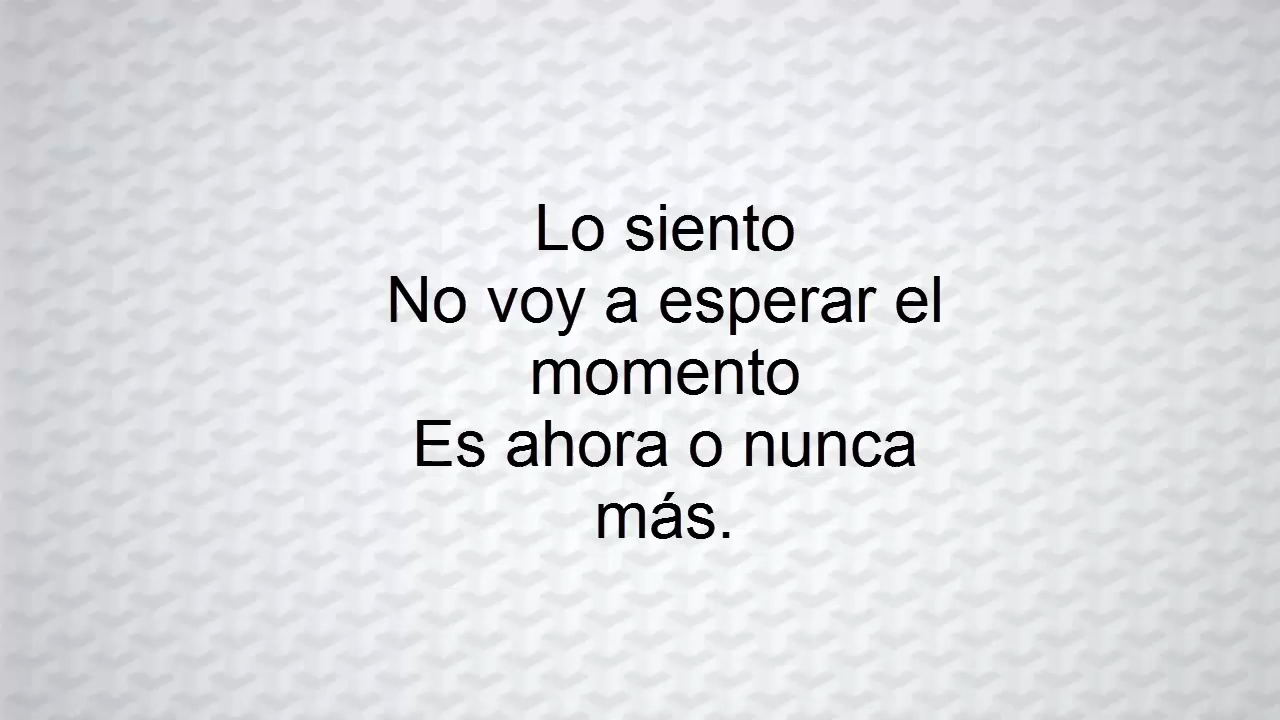 Lo siento
No voy a esperar el
momento
Es ahora o nunca
más.